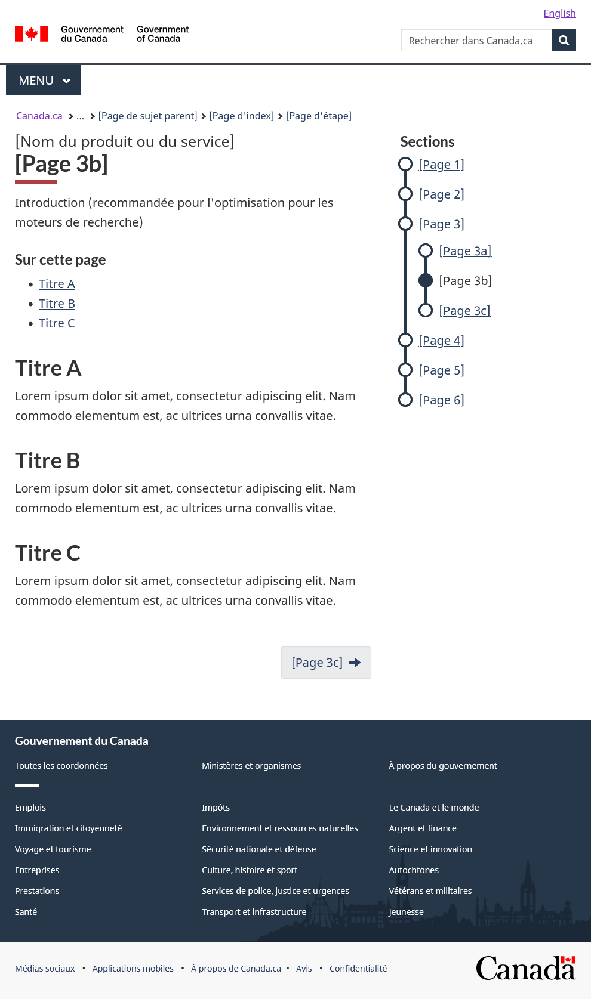 English
Gouvernement
du Canada
Government
of Canada
Rechercher dans Canada.ca
MENU
Canada.ca ... [Page de sujet parent] [Page d'index] [Page d'étape]
[Nom du produit ou du service]
[Page 3b]
Introduction (recommandée pour l'optimisation pour les
moteurs de recherche)
Sur cette page
• Titre A
• Titre B
• Titre C
Titre A
Lorem ipsum dolor sit amet, consectetur adipiscing elit. Nam
commodo elementum est, ac ultrices urna convallis vitae.
Titre B
Lorem ipsum dolor sit amet, consectetur adipiscing elit. Nam
commodo elementum est, ac ultrices urna convallis vitae.
Titre C
Lorem ipsum dolor sit amet, consectetur adipiscing elit. Nam
commodo elementum est, ac ultrices urna convallis vitae.
[Page 3c]
Sections
[Page 1]
[Page 2]
[Page 3]
[Page 3a]
[Page 3b]
[Page 3c]
[Page 4]
[Page 5]
[Page 6]
Gouvernement du Canada
Toutes les coordonnées
Ministères et organismes
À propos du gouvernement
Emplois
Immigration et citoyenneté
Voyage et tourisme
Entreprises
Prestations
Santé
Impôts
Environnement et ressources naturelles
Sécurité nationale et défense
Culture, histoire et sport
Services de police, justice et urgences
Transport et infrastructure
Le Canada et le monde
Argent et finance
Science et innovation
Autochtones
Vétérans et militaires
Jeunesse
Médias sociaux • Applications mobiles • À propos de Canada.ca • Avis • Confidentialité
Canada